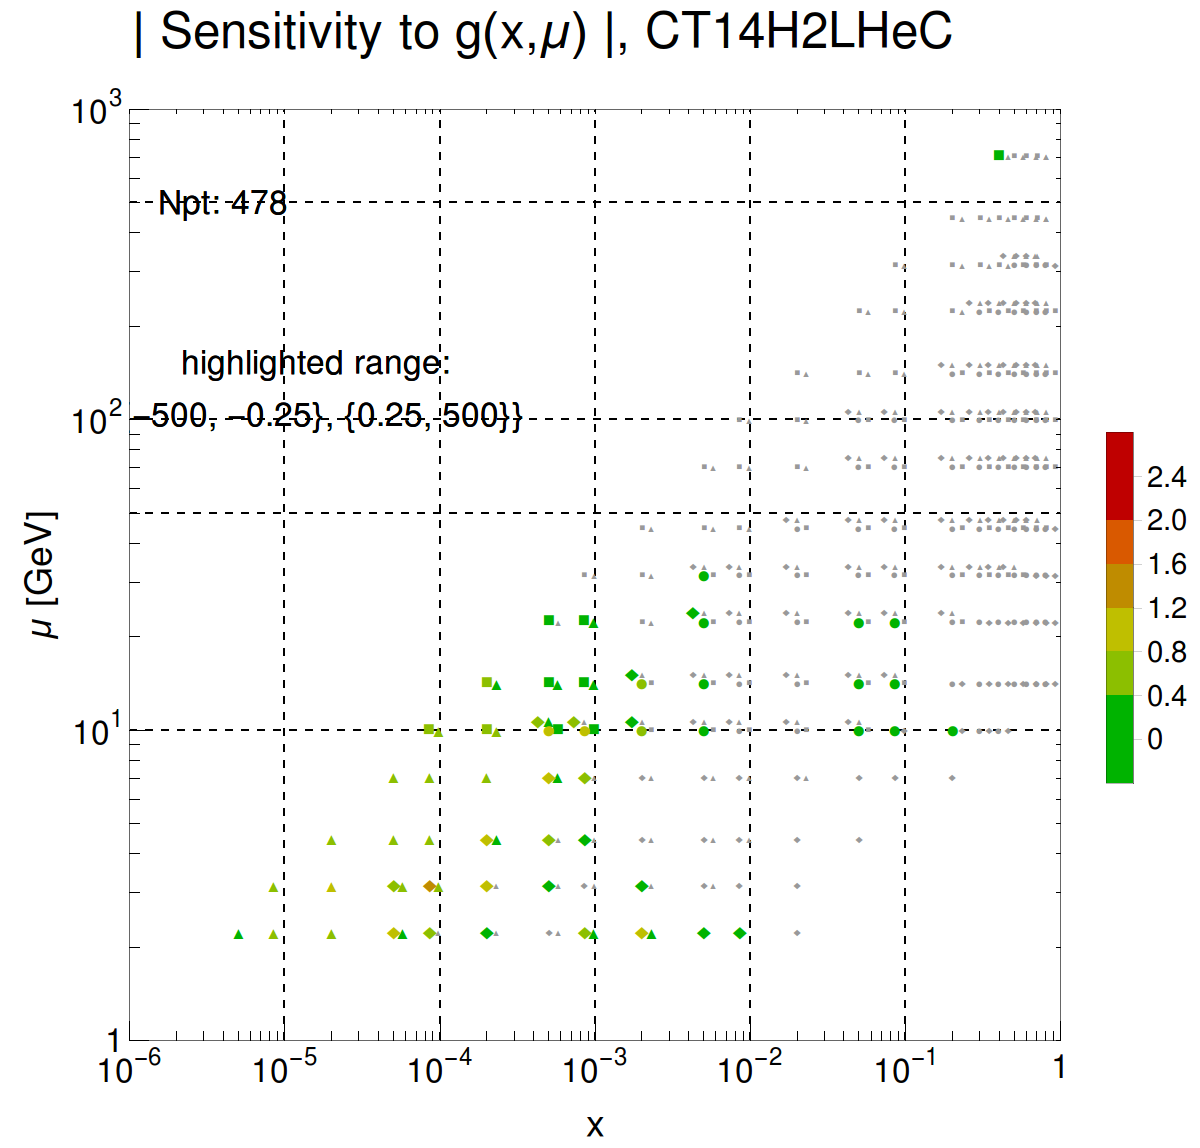 | Sensitivity to g(x,μ) |, CT14H2LHeC
10³
Npt: 478
highlighted range:
–500, –0.25}, {0.25, 500}}
10²
μ [GeV]
10¹
1
10⁻⁶ 10⁻⁵ 10⁻⁴ 10⁻³ 10⁻² 10⁻¹ 1
x
2.4
2.0
1.6
1.2
0.8
0.4
0